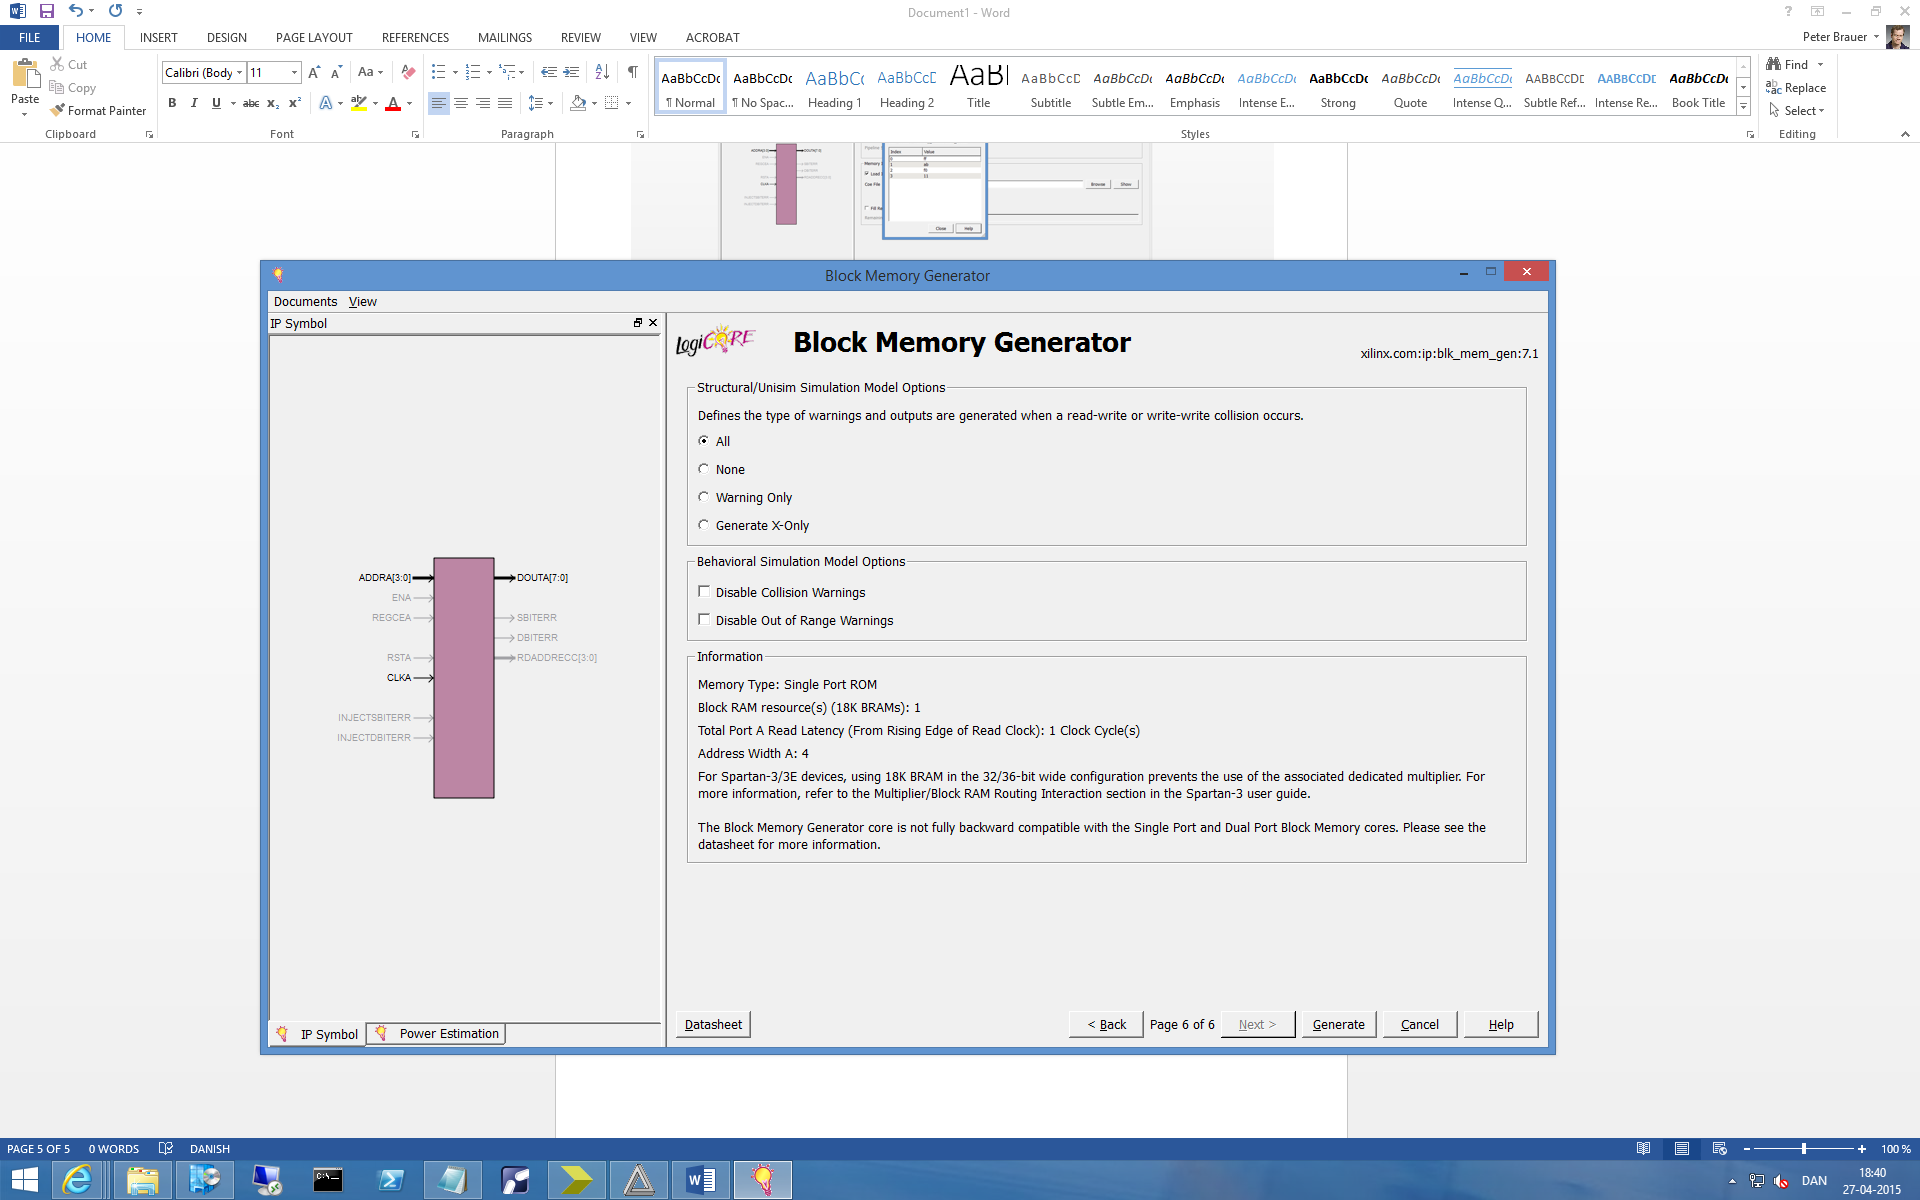 Document1 - Word
FILE HOME INSERT DESIGN PAGE LAYOUT REFERENCES MAILINGS REVIEW VIEW ACROBAT
Peter Brauer
Paste
Cut
Copy
Format Painter
Clipboard
Calibri (Body 11
Font
Paragraph
AaBbCcDc AaBbCcDc AaBbCc AaBbCcD AaBl AaBbCcD AaBbCcDc AaBbCcDc AaBbCcDc AaBbCcDc AaBbCcDc AaBbCcDc AaBbCcDc AaBbCcDc AaBbCcDc
¶ Normal ¶ No Spac... Heading 1 Heading 2 Title Subtitle Subtle Em... Emphasis Intense E... Strong Quote Intense Q... Subtle Ref... Intense Re... Book Title
Styles
Find
Replace
Select
Editing
Index Value
Browse Show
Close Help
Block Memory Generator
Documents View
IP Symbol
ADDRA[3:0]
ENA
REGCEA
RSTA
CLKA
INJECTSBITERR
INJECTDBITERR
DOUTA[7:0]
SBITERR
DBITERR
RDADDRECC[3:0]
IP Symbol Power Estimation
LogiCORE
Block Memory Generator
xilinx.com:ip:blk_mem_gen:7.1
Structural/Unisim Simulation Model Options
Defines the type of warnings and outputs are generated when a read-write or write-write collision occurs.
All
None
Warning Only
Generate X-Only
Behavioral Simulation Model Options
Disable Collision Warnings
Disable Out of Range Warnings
Information
Memory Type: Single Port ROM
Block RAM resource(s) (18K BRAMs): 1
Total Port A Read Latency (From Rising Edge of Read Clock): 1 Clock Cycle(s)
Address Width A: 4
For Spartan-3/3E devices, using 18K BRAM in the 32/36-bit wide configuration prevents the use of the associated dedicated multiplier. For
more information, refer to the Multiplier/Block RAM Routing Interaction section in the Spartan-3 user guide.
The Block Memory Generator core is not fully backward compatible with the Single Port and Dual Port Block Memory cores. Please see the
datasheet for more information.
Datasheet < Back Page 6 of 6 Next > Generate Cancel Help
PAGE 5 OF 5 0 WORDS DANISH
100 %
DAN
18:40
27-04-2015